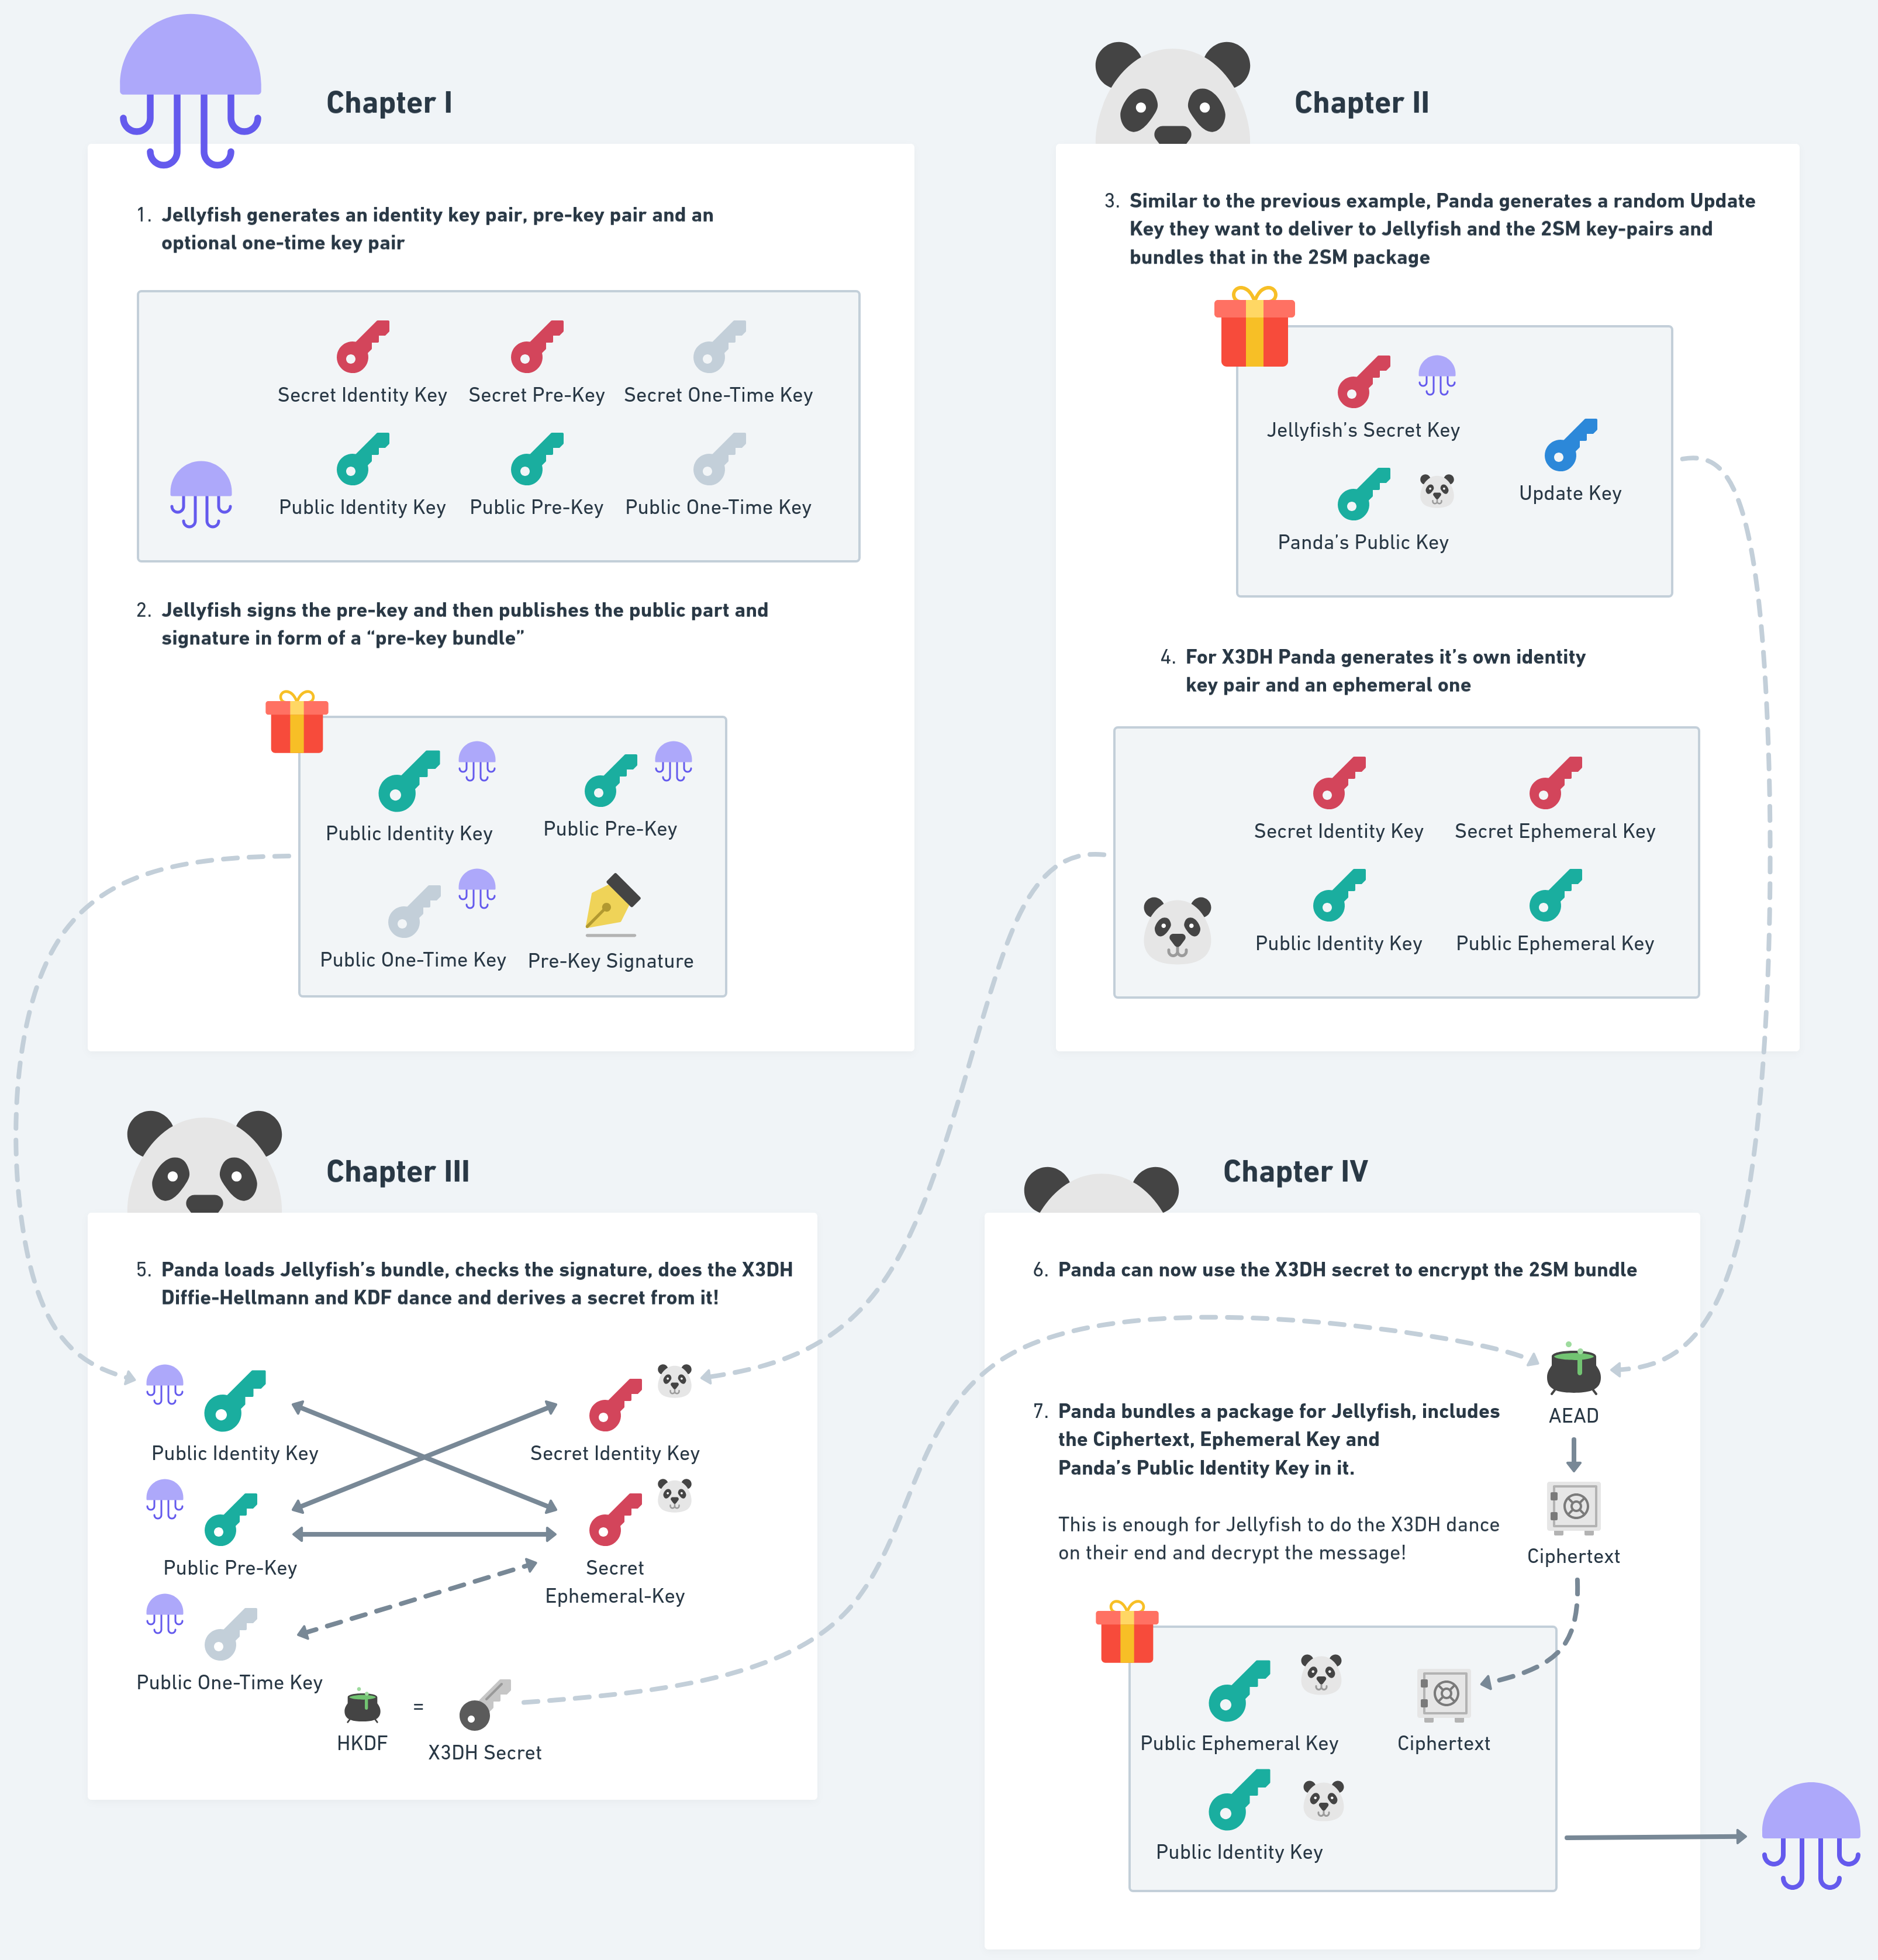 Chapter I
1. Jellyfish generates an identity key pair, pre-key pair and an
optional one-time key pair
Secret Identity Key
Secret Pre-Key
Secret One-Time Key
Public Identity Key
Public Pre-Key
Public One-Time Key
2. Jellyfish signs the pre-key and then publishes the public part and
signature in form of a “pre-key bundle”
Public Identity Key
Public Pre-Key
Public One-Time Key
Pre-Key Signature
Chapter II
3. Similar to the previous example, Panda generates a random Update
Key they want to deliver to Jellyfish and the 2SM key-pairs and
bundles that in the 2SM package
Jellyfish’s Secret Key
Update Key
Panda’s Public Key
4. For X3DH Panda generates it’s own identity
key pair and an ephemeral one
Secret Identity Key
Secret Ephemeral Key
Public Identity Key
Public Ephemeral Key
Chapter III
5. Panda loads Jellyfish’s bundle, checks the signature, does the X3DH
Diffie-Hellmann and KDF dance and derives a secret from it!
Public Identity Key
Secret Identity Key
Public Pre-Key
Secret
Ephemeral-Key
Public One-Time Key
HKDF
=
X3DH Secret
Chapter IV
6. Panda can now use the X3DH secret to encrypt the 2SM bundle
AEAD
7. Panda bundles a package for Jellyfish, includes
the Ciphertext, Ephemeral Key and
Panda’s Public Identity Key in it.
This is enough for Jellyfish to do the X3DH dance
on their end and decrypt the message!
Ciphertext
Public Ephemeral Key
Ciphertext
Public Identity Key